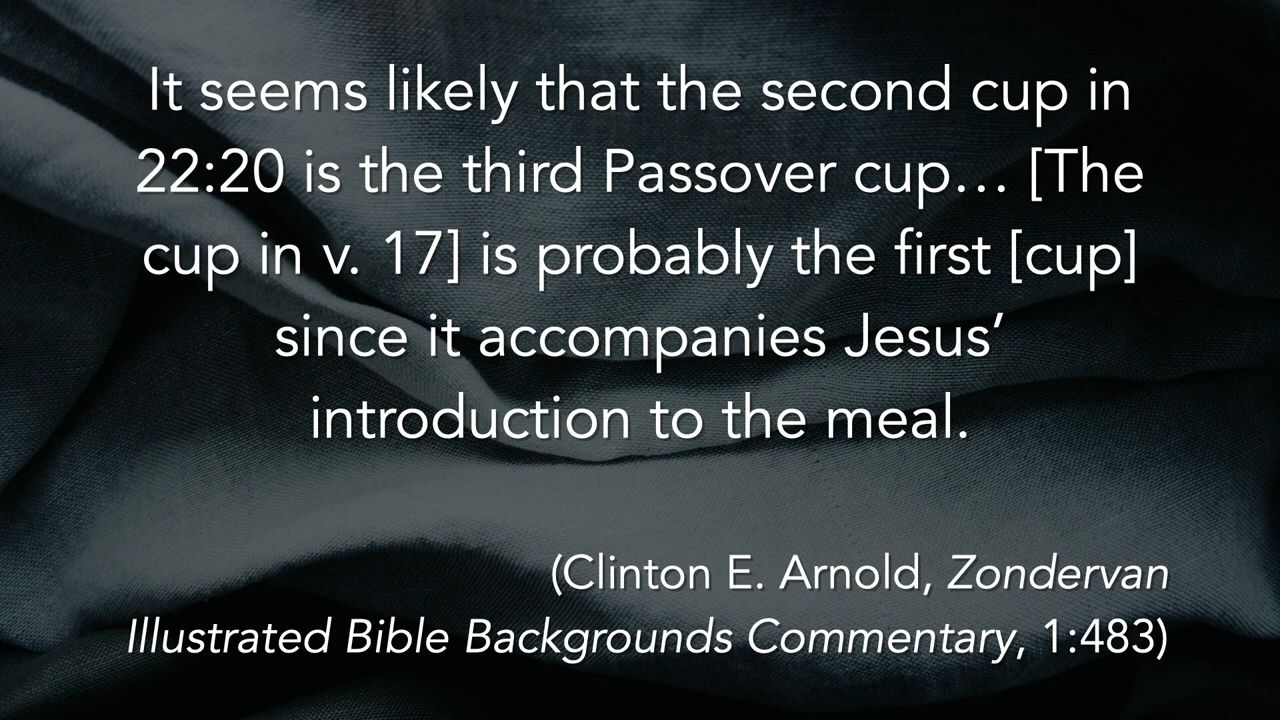 It seems likely that the second cup in
22:20 is the third Passover cup… [The
cup in v. 17] is probably the first [cup]
since it accompanies Jesus’
introduction to the meal.
(Clinton E. Arnold, Zondervan
Illustrated Bible Backgrounds Commentary, 1:483)